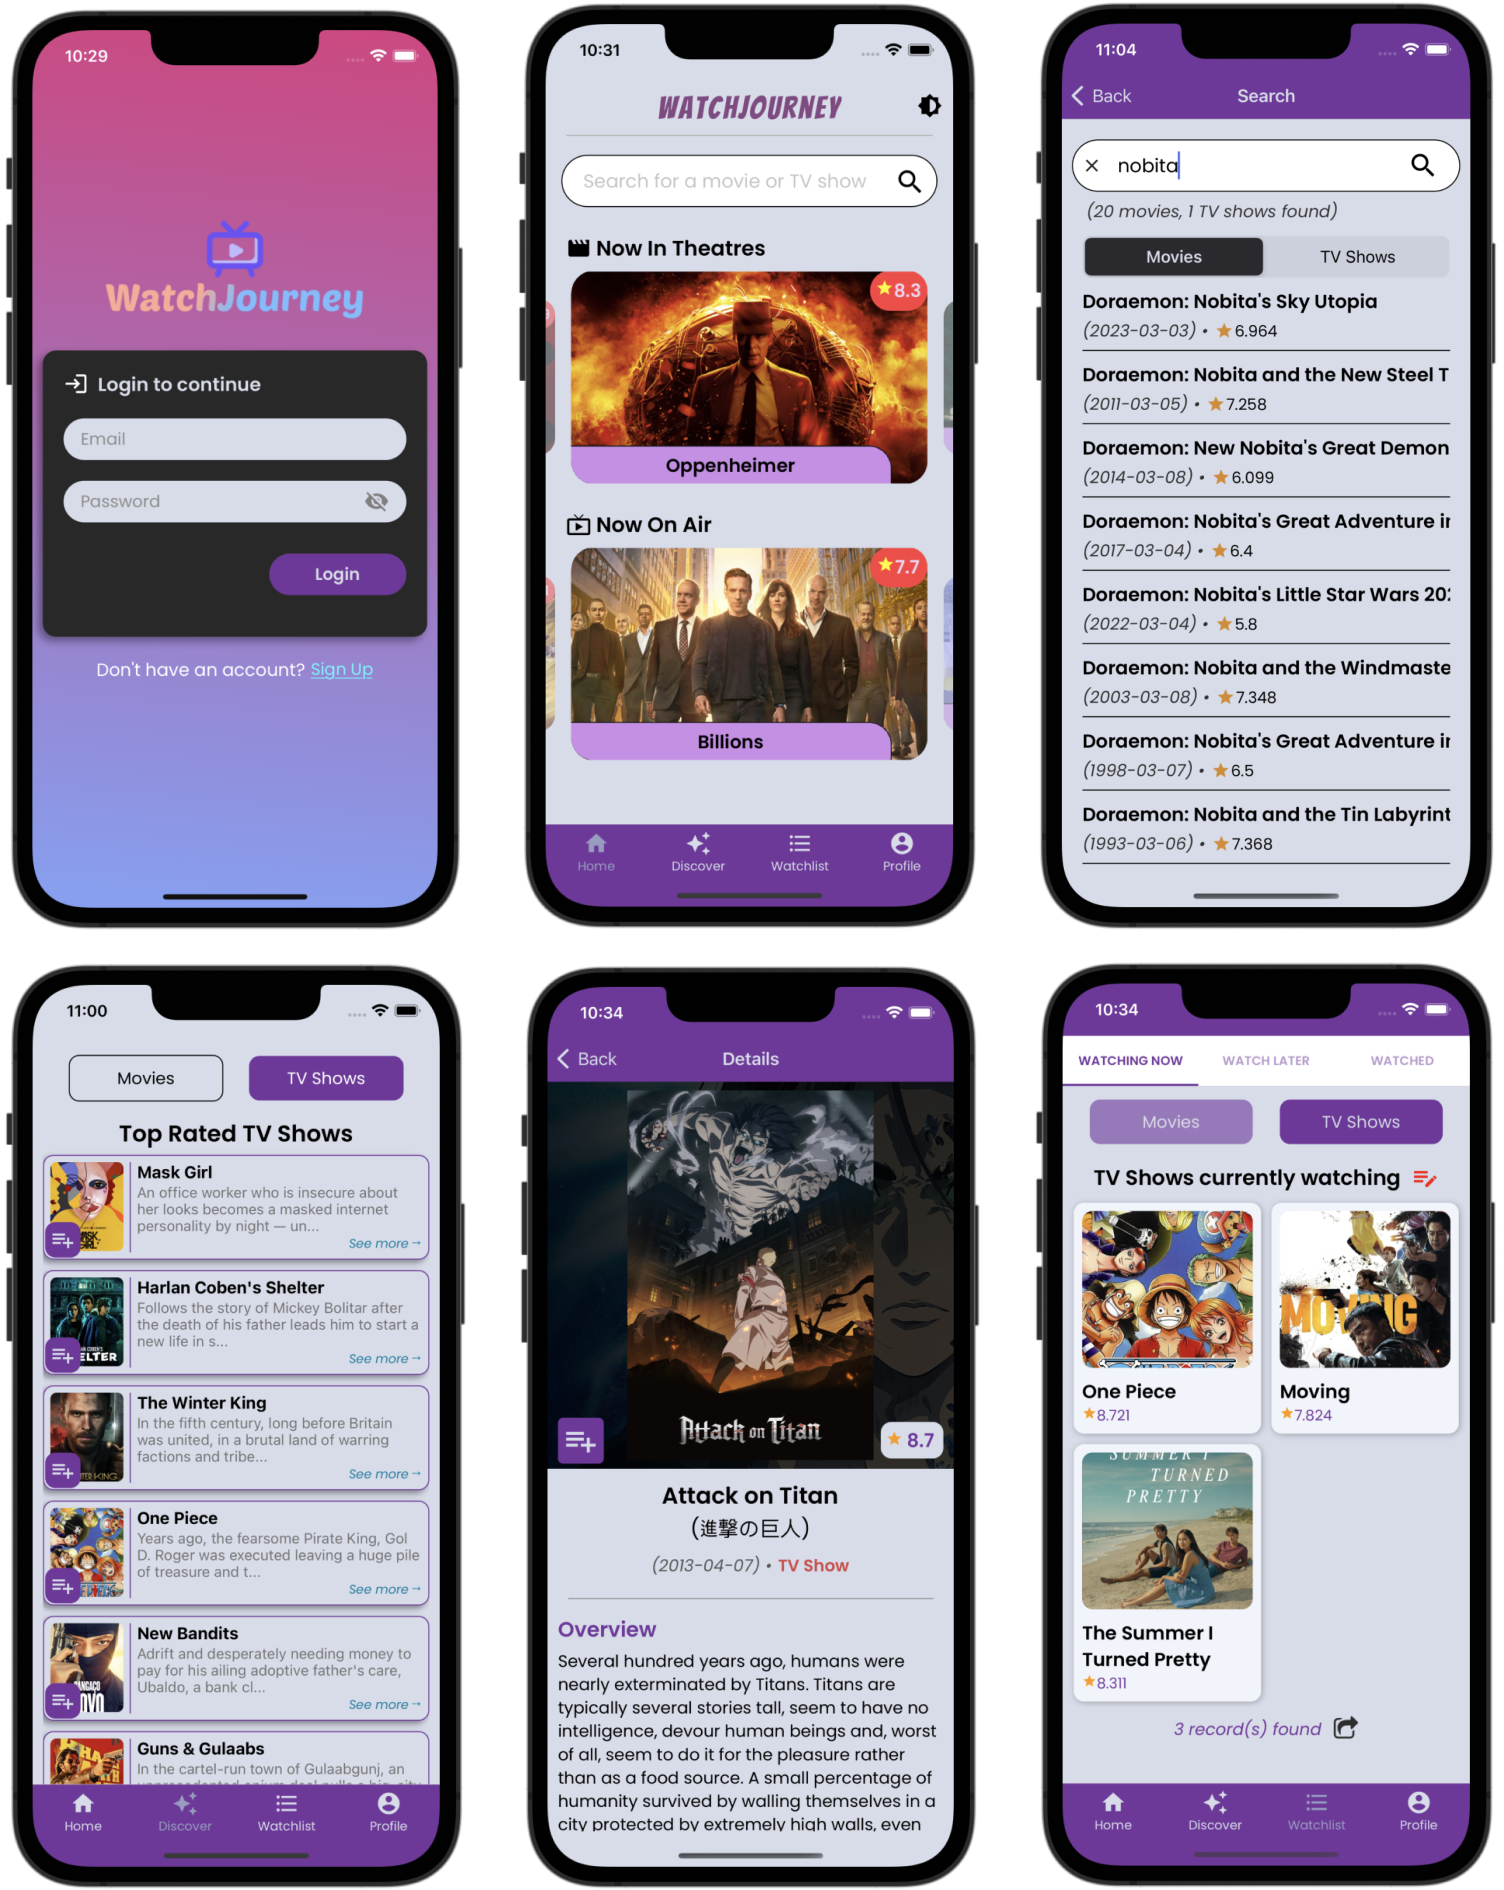 10:29
WatchJourney
Login to continue
Email
Password
Login
Don't have an account? Sign Up
10:31
WATCHJOURNEY
Search for a movie or TV show
Now In Theatres
8.3
Oppenheimer
Now On Air
7.7
Billions
Home
Discover
Watchlist
Profile
11:04
Back
Search
nobita
(20 movies, 1 TV shows found)
Movies
TV Shows
Doraemon: Nobita's Sky Utopia
(2023-03-03) • 6.964
Doraemon: Nobita and the New Steel T
(2011-03-05) • 7.258
Doraemon: New Nobita's Great Demon
(2014-03-08) • 6.099
Doraemon: Nobita's Great Adventure in
(2017-03-04) • 6.4
Doraemon: Nobita's Little Star Wars 202
(2022-03-04) • 5.8
Doraemon: Nobita and the Windmaste
(2003-03-08) • 7.348
Doraemon: Nobita's Great Adventure in
(1998-03-07) • 6.5
Doraemon: Nobita and the Tin Labyrint
(1993-03-06) • 7.368
11:00
Movies
TV Shows
Top Rated TV Shows
Mask Girl
An office worker who is insecure about
her looks becomes a masked internet
personality by night — un...
See more →
Harlan Coben's Shelter
Follows the story of Mickey Bolitar after
the death of his father leads him to start a
new life in s...
See more →
The Winter King
In the fifth century, long before Britain
was united, in a brutal land of warring
factions and tribe...
See more →
One Piece
Years ago, the fearsome Pirate King, Gol
D. Roger was executed leaving a huge pile
of treasure and t...
See more →
New Bandits
Adrift and desperately needing money to
pay for his ailing adoptive father's care,
Ubaldo, a bank cl...
See more →
Guns & Gulaabs
In the cartel-run town of Gulaabgunj, an
Home
Discover
Watchlist
Profile
10:34
Back
Details
Attack on Titan
8.7
Attack on Titan
(進撃の巨人)
(2013-04-07) • TV Show
Overview
Several hundred years ago, humans were
nearly exterminated by Titans. Titans are
typically several stories tall, seem to have no
intelligence, devour human beings and, worst
of all, seem to do it for the pleasure rather
than as a food source. A small percentage of
humanity survived by walling themselves in a
city protected by extremely high walls, even
10:34
WATCHING NOW
WATCH LATER
WATCHED
Movies
TV Shows
TV Shows currently watching
One Piece
8.721
MOVING
Moving
7.824
SUMMER I
TURNED
PRETTY
The Summer I
Turned Pretty
8.311
3 record(s) found
Home
Discover
Watchlist
Profile